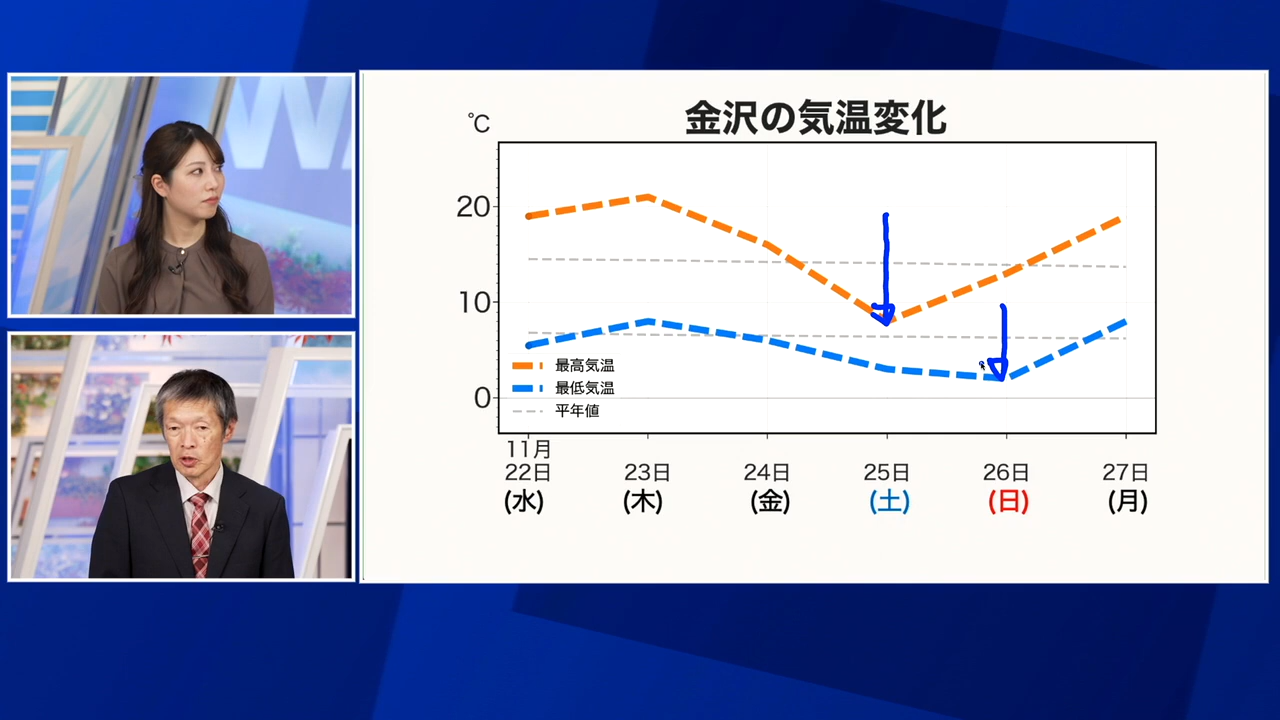 金沢の気温変化
℃
20
10
0
最高気温
最低気温
平年値
11月
22日 23日 24日 25日 26日 27日
(水) (木) (金) (土) (日) (月)